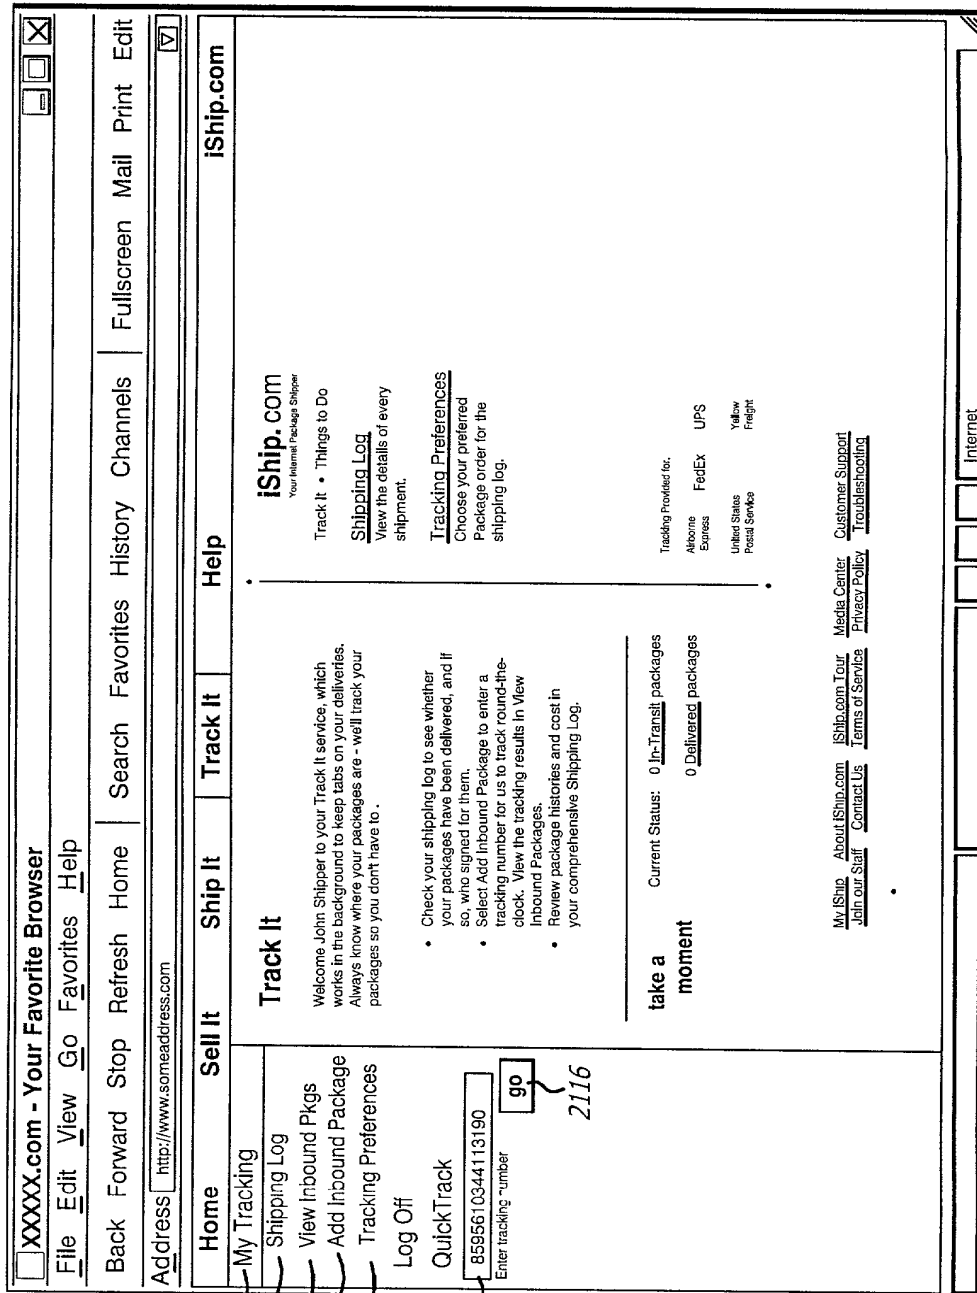 XXXXX.com - Your Favorite Browser
File Edit View Go Favorites Help
Back Forward Stop Refresh Home Search Favorites History Channels Fullscreen Mail Print Edit
Address http://www.someaddress.com
Home Sell It Ship It Track It Help iShip.com
My Tracking
Shipping Log
View Inbound Pkgs
Add Inbound Package
Tracking Preferences
Log Off
QuickTrack
8595610344113190
Enter tracking number
go
2116
Track It
Welcome John Shipper to your Track It service, which
works in the background to keep tabs on your deliveries.
Always know where your packages are - we'll track your
packages so you dont have to .
• Check your shipping log to see whether
your packages have been delivered, and if
so, who signed for them.
• Select Add Inbound Package to enter a
tracking number for us to track round-the-
clock. View the tracking results in View
Inbound Packages.
• Review package histories and cost in
your comprehensive Shipping Log.
take a
moment
Current Status: 0 In-Transit packages
0 Delivered packages
iShip.com
Your Internet Package Shipper
Track It • Things to Do
Shipping Log
View the details of every
shipment.
Tracking Preferences
Choose your preferred
Package order for the
shipping log.
Tracking Provided for.
Airborne
Express
FedEx
UPS
United States
Postal Service
Yellow
Freight
My iShip About iShip.com iShip.com Tour Media Center Customer Support
Join our Staff Contact Us Terms of Service Privacy Policy Troubleshooting
Internet